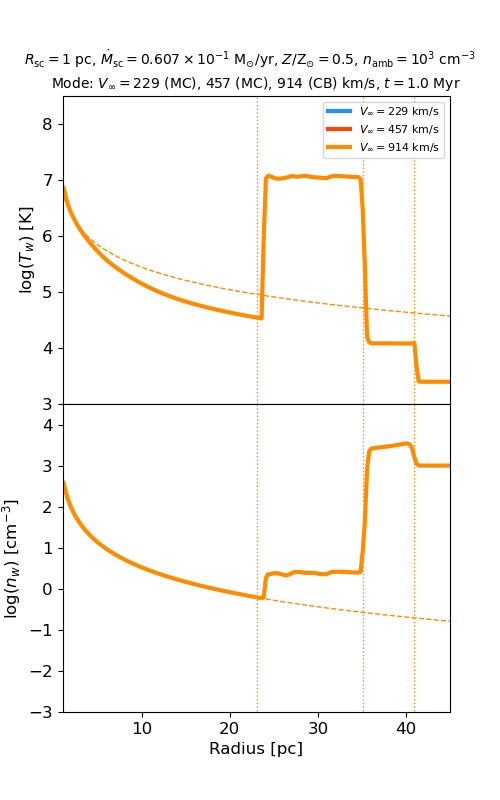 R_sc = 1 pc, Ṁ_sc = 0.607 × 10⁻¹ M_⊙/yr, Z/Z_⊙ = 0.5, n_amb = 10³ cm⁻³
Mode: V_∞ = 229 (MC), 457 (MC), 914 (CB) km/s, t = 1.0 Myr
V_∞ = 229 km/s
V_∞ = 457 km/s
V_∞ = 914 km/s
log(T_w) [K]
8
7
6
5
4
3
log(n_w) [cm⁻³]
4
3
2
1
0
−1
−2
−3
10 20 30 40
Radius [pc]